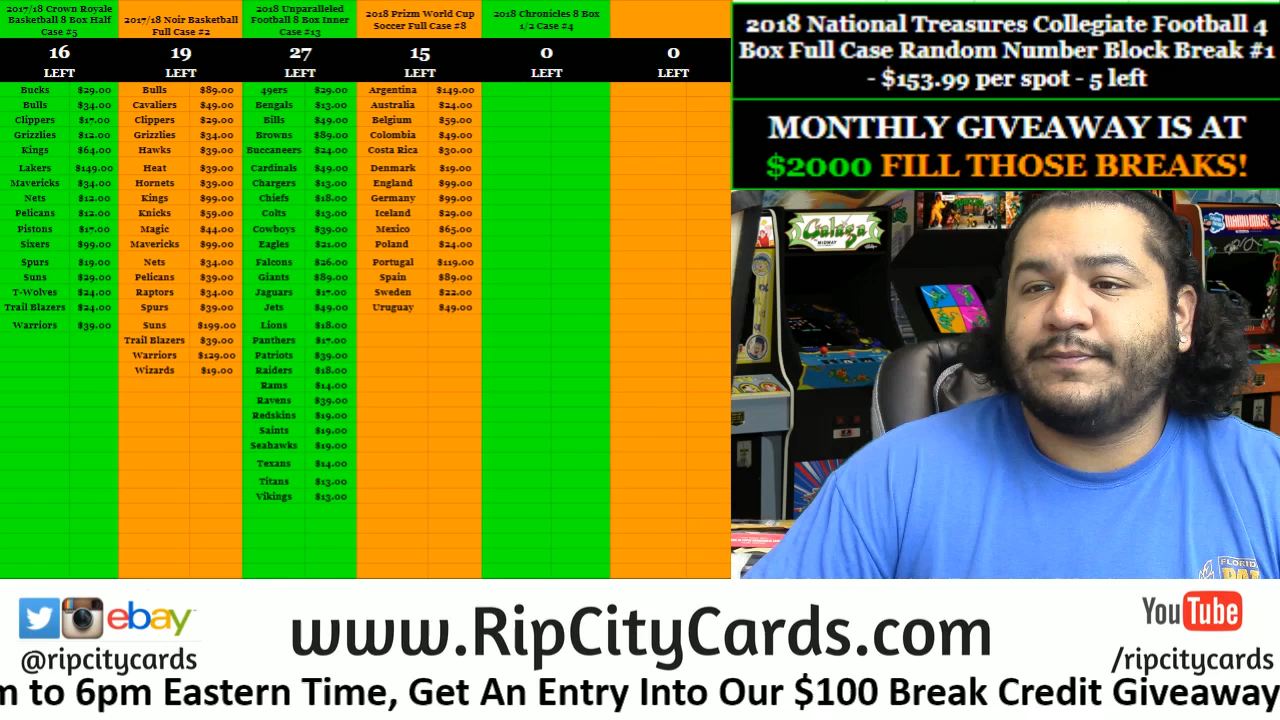 2017/18 Crown Royale
Basketball 8 Box Half
Case #5
16
LEFT
Bucks $29.00
Bulls $34.00
Clippers $17.00
Grizzlies $12.00
Kings $64.00
Lakers $149.00
Mavericks $34.00
Nets $12.00
Pelicans $12.00
Pistons $17.00
Sixers $99.00
Spurs $19.00
Suns $29.00
T-Wolves $24.00
Trail Blazers $24.00
Warriors $39.00
2017/18 Noir Basketball
Full Case #2
19
LEFT
Bulls $89.00
Cavaliers $49.00
Clippers $29.00
Grizzlies $34.00
Hawks $39.00
Heat $39.00
Hornets $39.00
Kings $99.00
Knicks $59.00
Magic $44.00
Mavericks $99.00
Nets $34.00
Pelicans $39.00
Raptors $34.00
Spurs $39.00
Suns $199.00
Trail Blazers $39.00
Warriors $129.00
Wizards $19.00
2018 Unparalleled
Football 8 Box Inner
Case #13
27
LEFT
49ers $29.00
Bengals $13.00
Bills $49.00
Browns $89.00
Buccaneers $24.00
Cardinals $49.00
Chargers $13.00
Chiefs $18.00
Colts $13.00
Cowboys $39.00
Eagles $21.00
Falcons $26.00
Giants $89.00
Jaguars $17.00
Jets $49.00
Lions $18.00
Panthers $17.00
Patriots $39.00
Raiders $18.00
Rams $14.00
Ravens $39.00
Redskins $19.00
Saints $19.00
Seahawks $19.00
Texans $14.00
Titans $13.00
Vikings $13.00
2018 Prizm World Cup
Soccer Full Case #8
15
LEFT
Argentina $149.00
Australia $24.00
Belgium $59.00
Colombia $49.00
Costa Rica $30.00
Denmark $19.00
England $99.00
Germany $99.00
Iceland $29.00
Mexico $65.00
Poland $24.00
Portugal $119.00
Spain $89.00
Sweden $22.00
Uruguay $49.00
2018 Chronicles 8 Box
1/2 Case #4
0
LEFT
0
LEFT
2018 National Treasures Collegiate Football 4
Box Full Case Random Number Block Break #1
- $153.99 per spot - 5 left
MONTHLY GIVEAWAY IS AT
$2000 FILL THOSE BREAKS!
Galaga
MIDWAY
MARIO BROS.
FLORIDA
ebay
@ripcitycards
www.RipCityCards.com
YouTube
/ripcitycards
m to 6pm Eastern Time, Get An Entry Into Our $100 Break Credit Giveaway